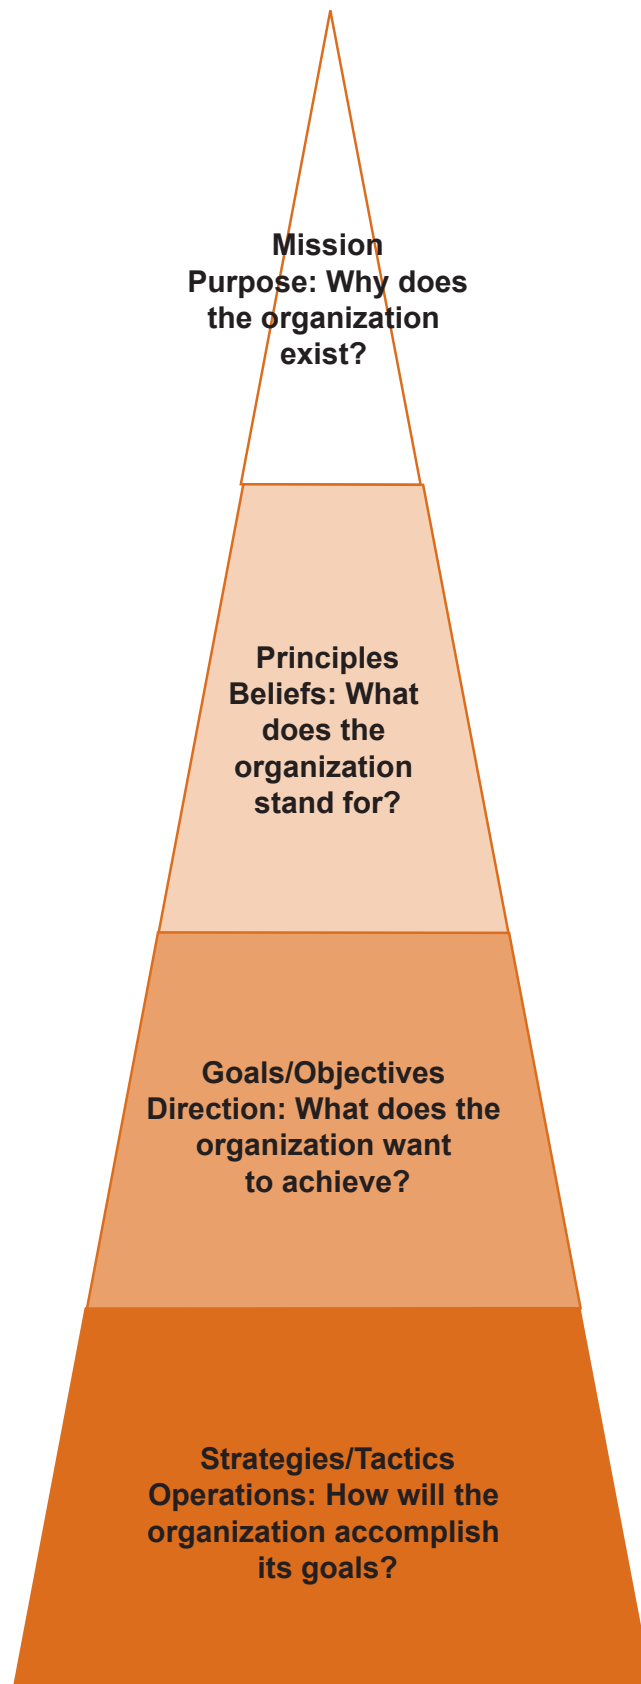 Mission
Purpose: Why does
the organization
exist?
Principles
Beliefs: What
does the
organization
stand for?
Goals/Objectives
Direction: What does the
organization want
to achieve?
Strategies/Tactics
Operations: How will the
organization accomplish
its goals?